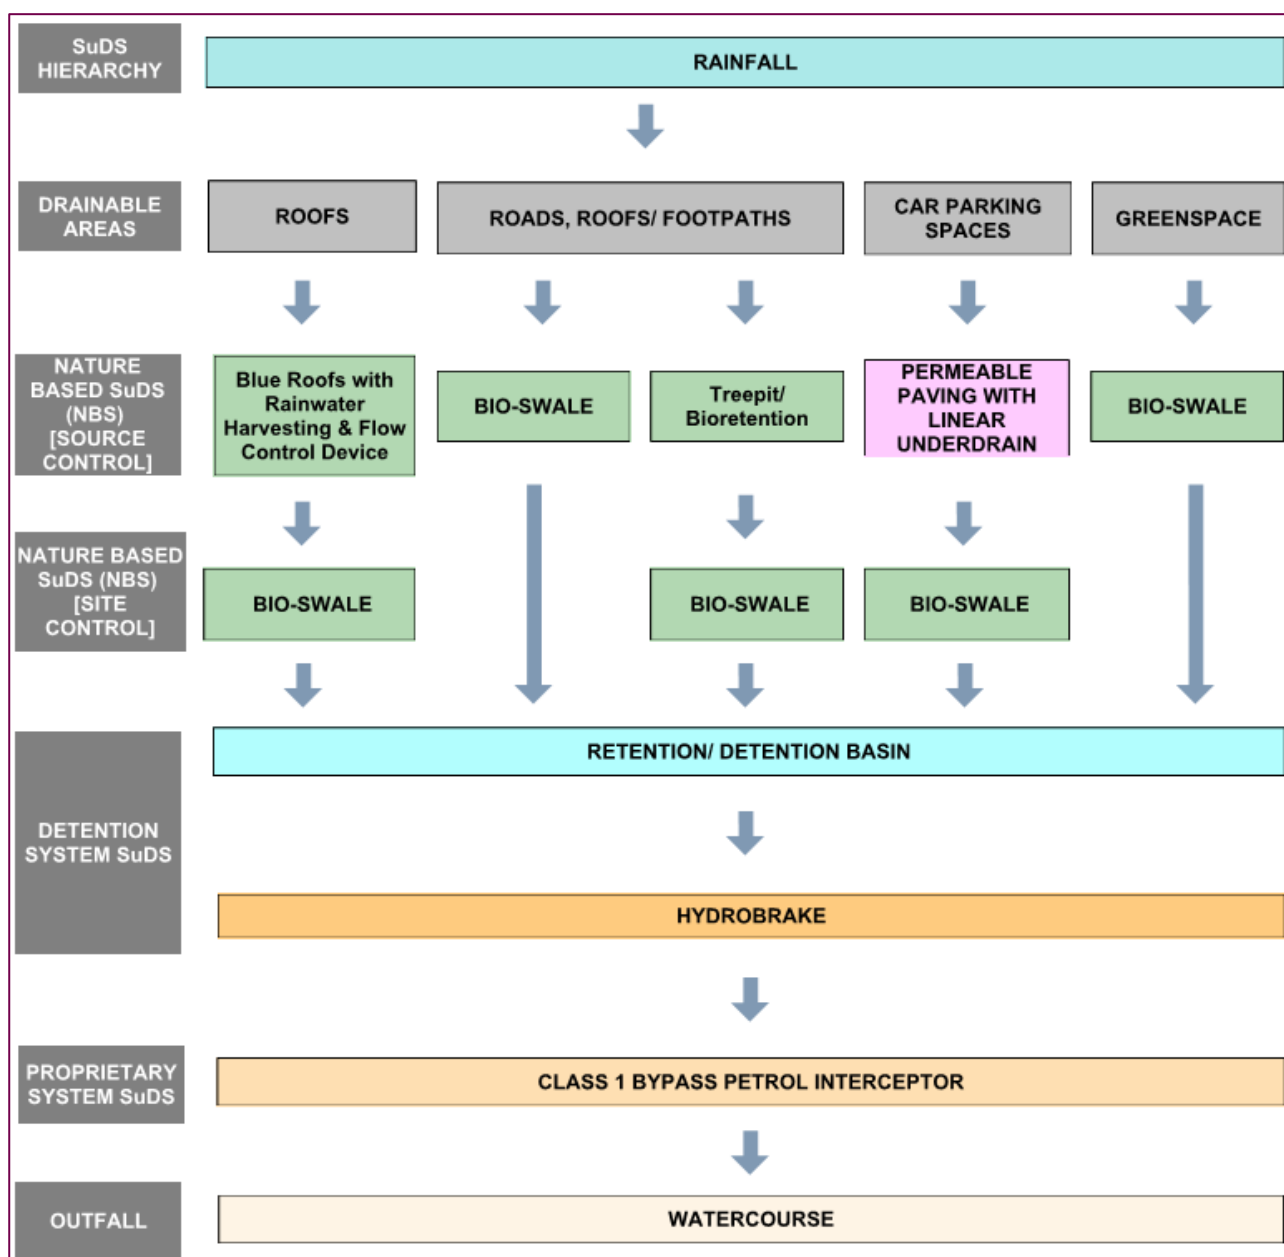 SuDS
HIERARCHY
RAINFALL
DRAINABLE
AREAS
ROOFS
ROADS, ROOFS/ FOOTPATHS
CAR PARKING
SPACES
GREENSPACE
NATURE
BASED SuDS
(NBS)
[SOURCE
CONTROL]
Blue Roofs with
Rainwater
Harvesting & Flow
Control Device
BIO-SWALE
Treepit/
Bioretention
PERMEABLE
PAVING WITH
LINEAR
UNDERDRAIN
BIO-SWALE
NATURE BASED
SuDS (NBS)
[SITE
CONTROL]
BIO-SWALE
BIO-SWALE
BIO-SWALE
DETENTION
SYSTEM SuDS
RETENTION/ DETENTION BASIN
HYDROBRAKE
PROPRIETARY
SYSTEM SuDS
CLASS 1 BYPASS PETROL INTERCEPTOR
OUTFALL
WATERCOURSE